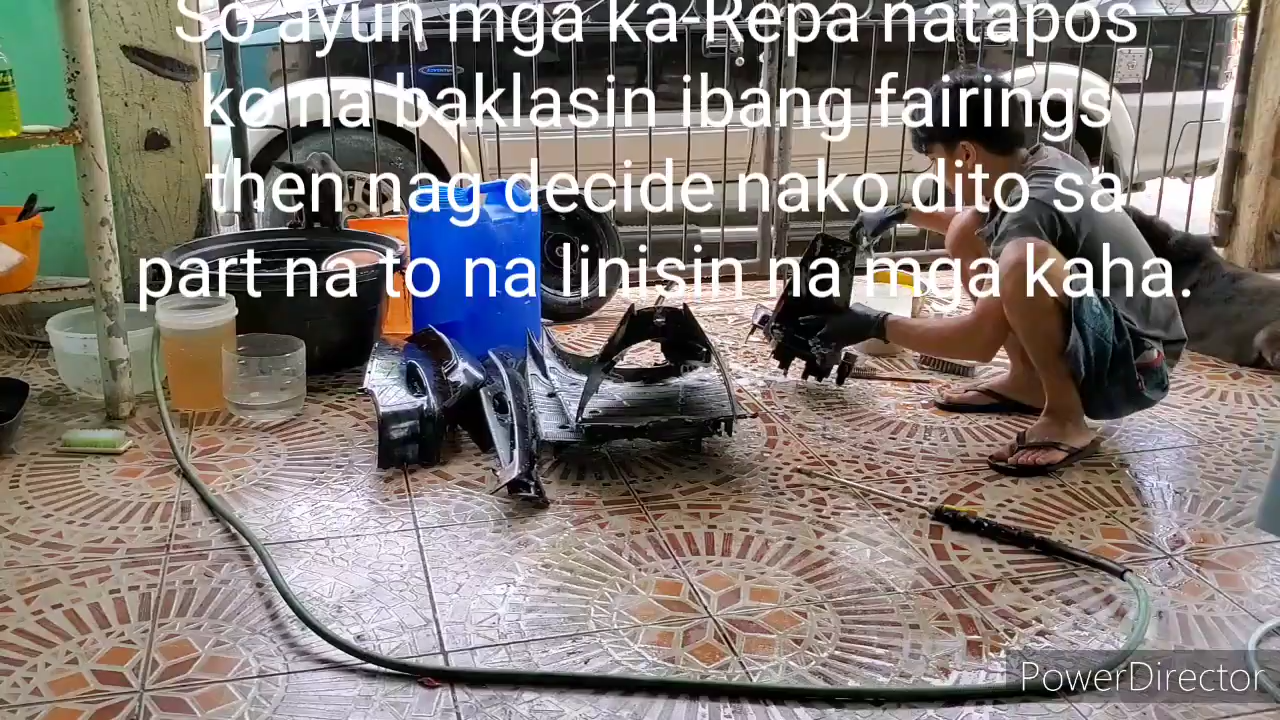 So ayun mga ka-Repa natapos
ko na baklasin ibang fairings
then nag decide nako dito sa
part na to na linisin na mga kaha.
ADVENTURE
PowerDirector